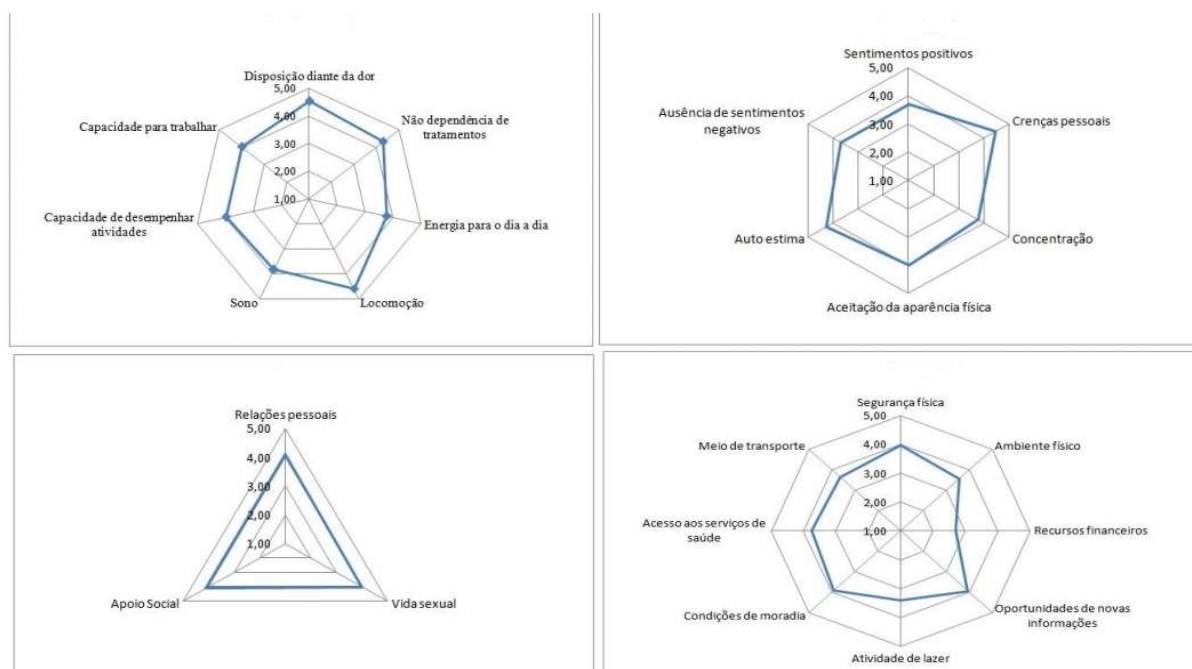 Disposição diante da dor
5,00
Não dependência de
tratamentos
4,00
Capacidade para trabalhar
3,00
2,00
1,00
Capacidade de desempenhar
atividades
Energia para o dia a dia
Sono
Locomoção
Sentimentos positivos
5,00
Ausência de sentimentos
negativos
4,00
Crenças pessoais
3,00
2,00
1,00
Auto estima
Concentração
Aceitação da aparência física
Relações pessoais
5,00
4,00
3,00
2,00
1,00
Apoio Social
Vida sexual
Segurança física
5,00
Meio de transporte
Ambiente físico
4,00
3,00
2,00
Acesso aos serviços de
saúde
1,00
Recursos financeiros
Condições de moradia
Oportunidades de novas
informações
Atividade de lazer